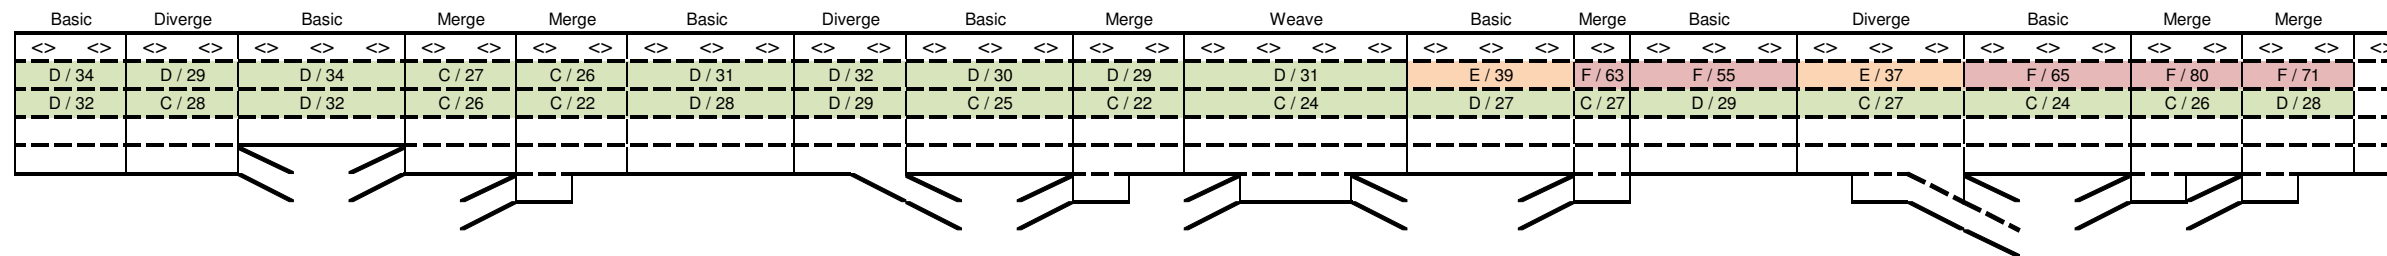 Basic Diverge Basic Merge Merge Basic Diverge Basic Merge Weave Basic Merge Basic Diverge Basic Merge Merge
<> <> <> <> <> <> <> <> <> <> <> <> <> <> <> <> <> <> <> <> <> <> <> <> <> <> <> <> <> <> <> <> <> <> <> <> <> <> <> <> <> <>
D / 34 D / 29 D / 34 C / 27 C / 26 D / 31 D / 32 D / 30 D / 29 D / 31 E / 39 F / 63 F / 55 E / 37 F / 65 F / 80 F / 71
D / 32 C / 28 D / 32 C / 26 C / 22 D / 28 D / 29 C / 25 C / 22 C / 24 D / 27 C / 27 D / 29 C / 27 C / 24 C / 26 D / 28